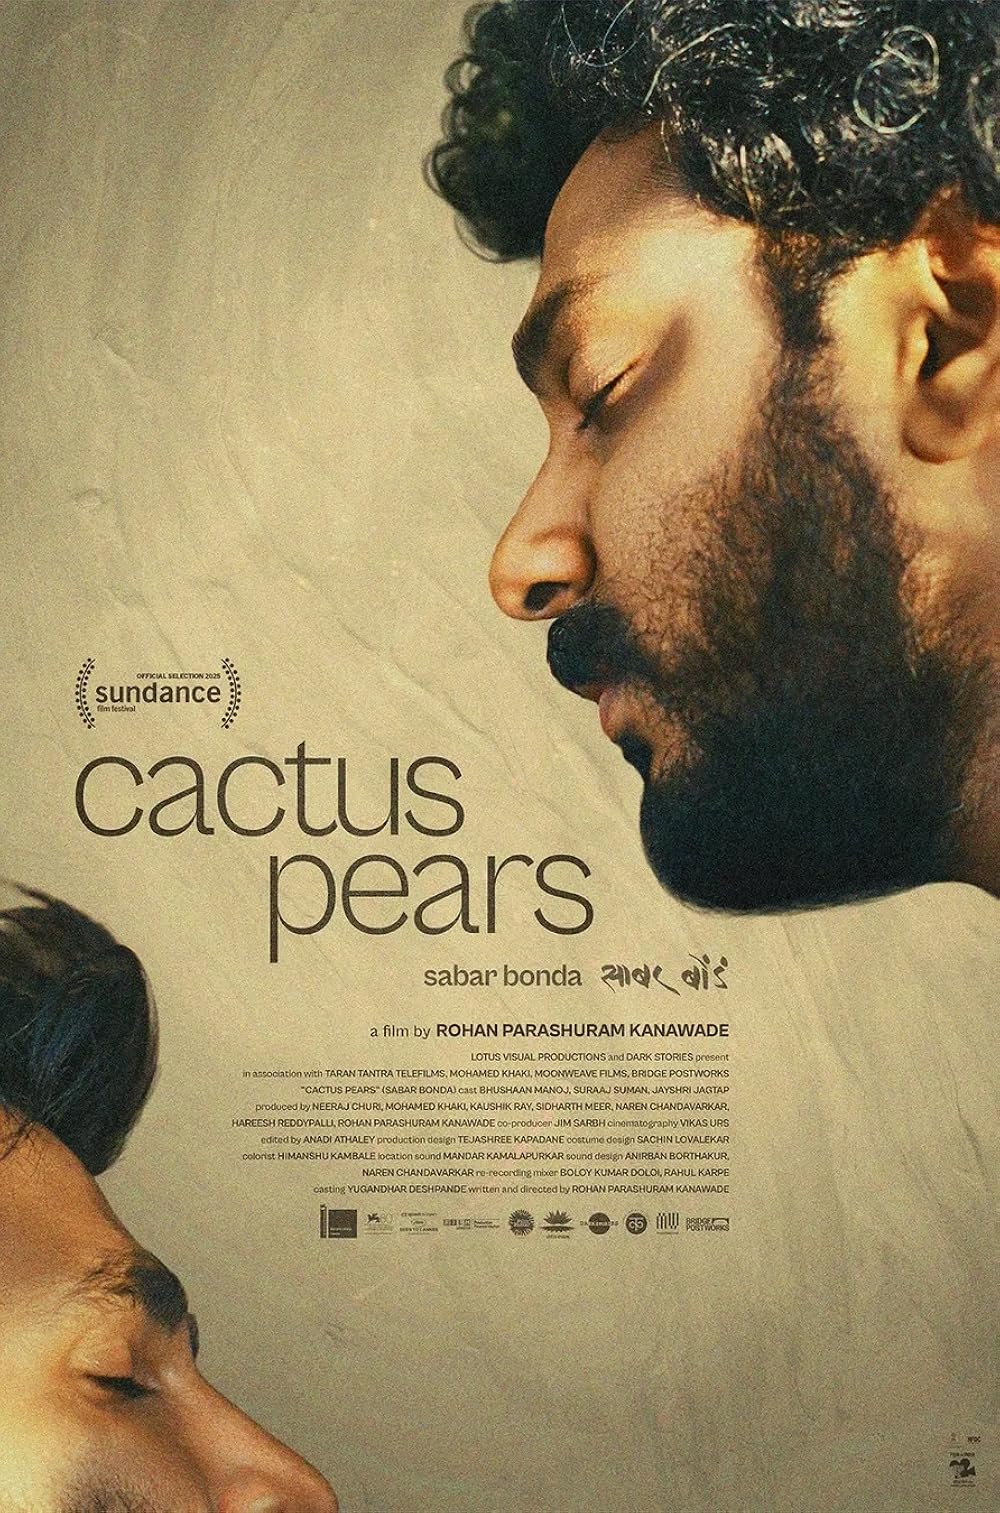 OFFICIAL SELECTION 2025
sundance
film festival
cactus
pears
sabar bonda साबर बोंडं
a film by ROHAN PARASHURAM KANAWADE
LOTUS VISUAL PRODUCTIONS and DARK STORIES present
in association with TARAN TANTRA TELEFILMS, MOHAMED KHAKI, MOONWEAVE FILMS, BRIDGE POSTWORKS
"CACTUS PEARS" (SABAR BONDA) cast BHUSHAAN MANOJ, SURAAJ SUMAN, JAYSHRI JAGTAP
produced by NEERAJ CHURI, MOHAMED KHAKI, KAUSHIK RAY, SIDHARTH MEER, NAREN CHANDAVARKAR,
HAREESH REDDYPALLI, ROHAN PARASHURAM KANAWADE co-producer JIM SARBH cinematography VIKAS URS
edited by ANADI ATHALEY production design TEJASHREE KAPADANE costume design SACHIN LOVALEKAR
colorist HIMANSHU KAMBALE location sound MANDAR KAMALAPURKAR sound design ANIRBAN BORTHAKUR,
NAREN CHANDAVARKAR re-recording mixer BOLOY KUMAR DOLOI, RAHUL KARPE
casting YUGANDHAR DESHPANDE written and directed by ROHAN PARASHURAM KANAWADE
BRIDGE
POSTWORKS
NFDC